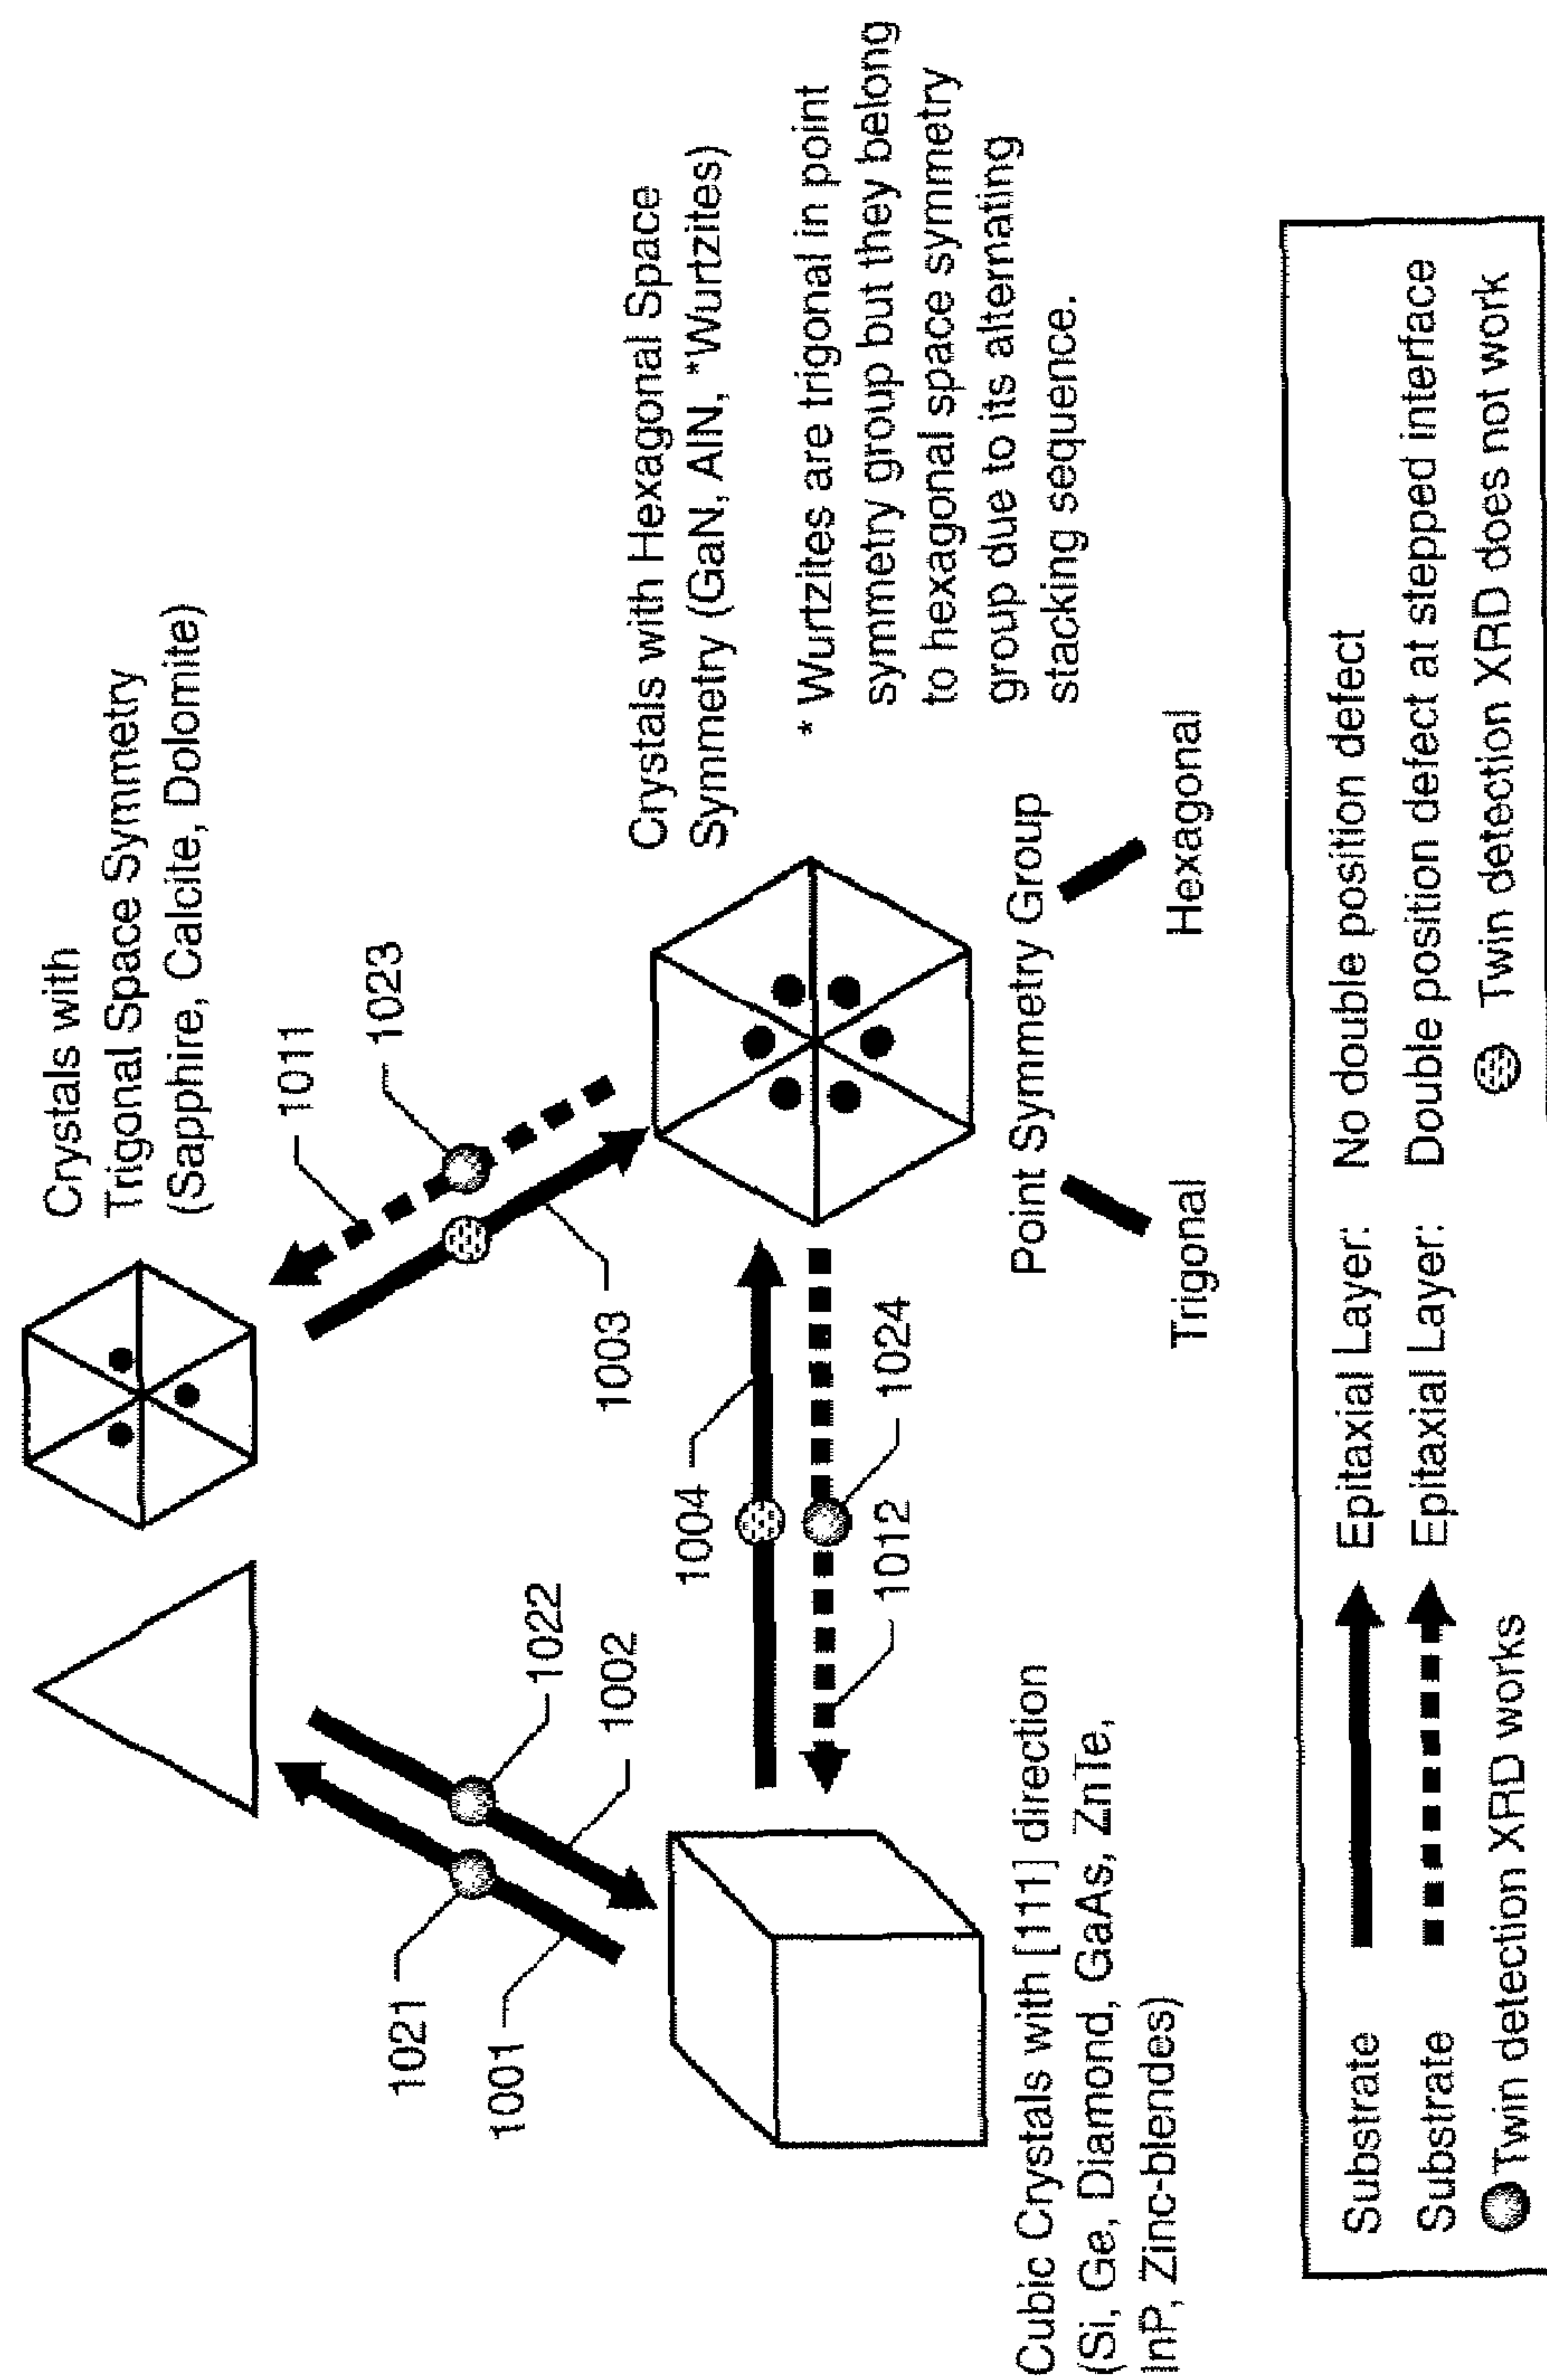 Crystals with
Trigonal Space Symmetry
(Sapphire, Calcite, Dolomite)
1011
1023
1021
1001
1022
1002
1003
1004
1012
1024
Crystals with Hexagonal Space
Symmetry (GaN, AlN, *Wurtzites)
* Wurtzites are trigonal in point
symmetry group but they belong
to hexagonal space symmetry
group due to its alternating
stacking sequence.
Cubic Crystals with [111] direction
(Si, Ge, Diamond, GaAs, ZnTe,
InP, Zinc-blendes)
Point Symmetry Group
Trigonal
Hexagonal
Substrate Epitaxial Layer: No double position defect
Substrate Epitaxial Layer: Double position defect at stepped interface
Twin detection XRD works Twin detection XRD does not work